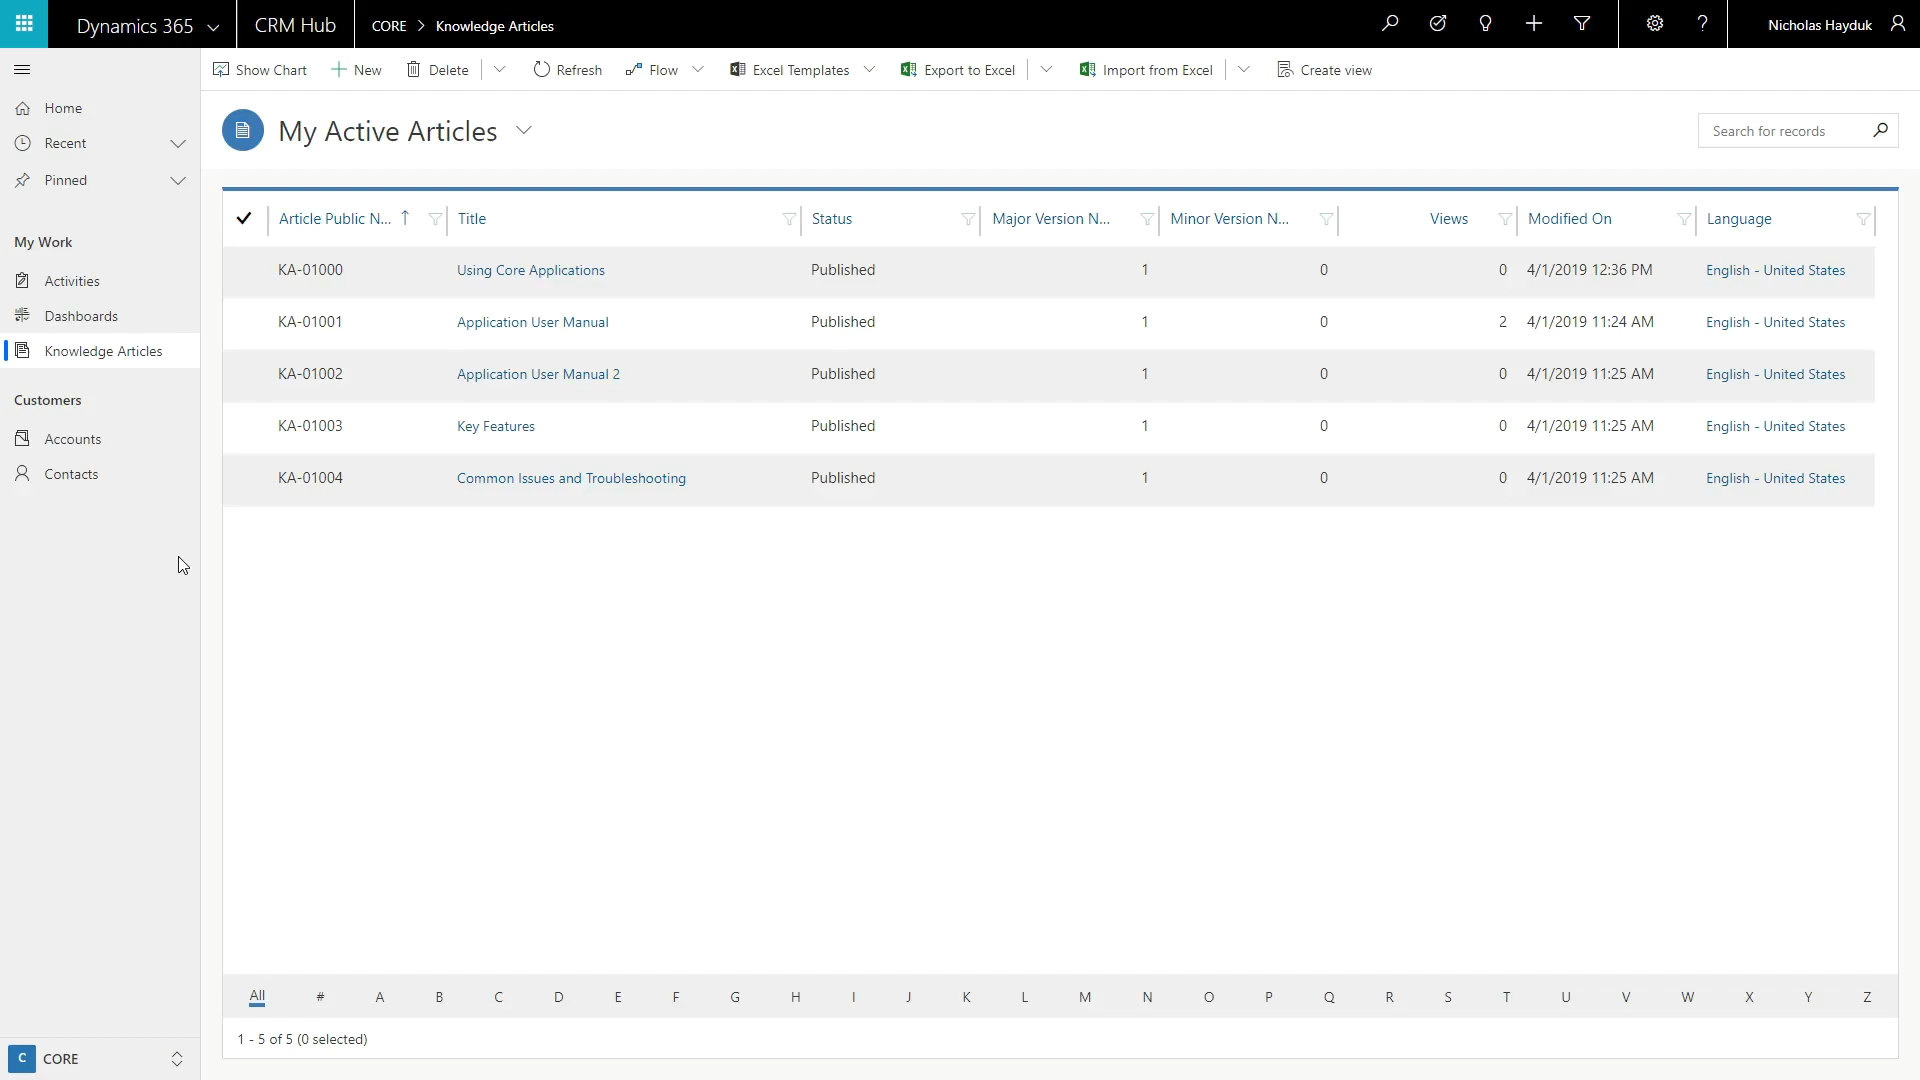 Dynamics 365 CRM Hub CORE > Knowledge Articles ? Nicholas Hayduk
Show Chart New Delete Refresh Flow Excel Templates Export to Excel Import from Excel Create view
Home
Recent
Pinned
My Work
Activities
Dashboards
Knowledge Articles
Customers
Accounts
Contacts
C CORE
My Active Articles
Search for records
Article Public N... ↑ Title Status Major Version N... Minor Version N... Views Modified On Language
KA-01000 Using Core Applications Published 1 0 0 4/1/2019 12:36 PM English - United States
KA-01001 Application User Manual Published 1 0 2 4/1/2019 11:24 AM English - United States
KA-01002 Application User Manual 2 Published 1 0 0 4/1/2019 11:25 AM English - United States
KA-01003 Key Features Published 1 0 0 4/1/2019 11:25 AM English - United States
KA-01004 Common Issues and Troubleshooting Published 1 0 0 4/1/2019 11:25 AM English - United States
All # A B C D E F G H I J K L M N O P Q R S T U V W X Y Z
1 - 5 of 5 (0 selected)